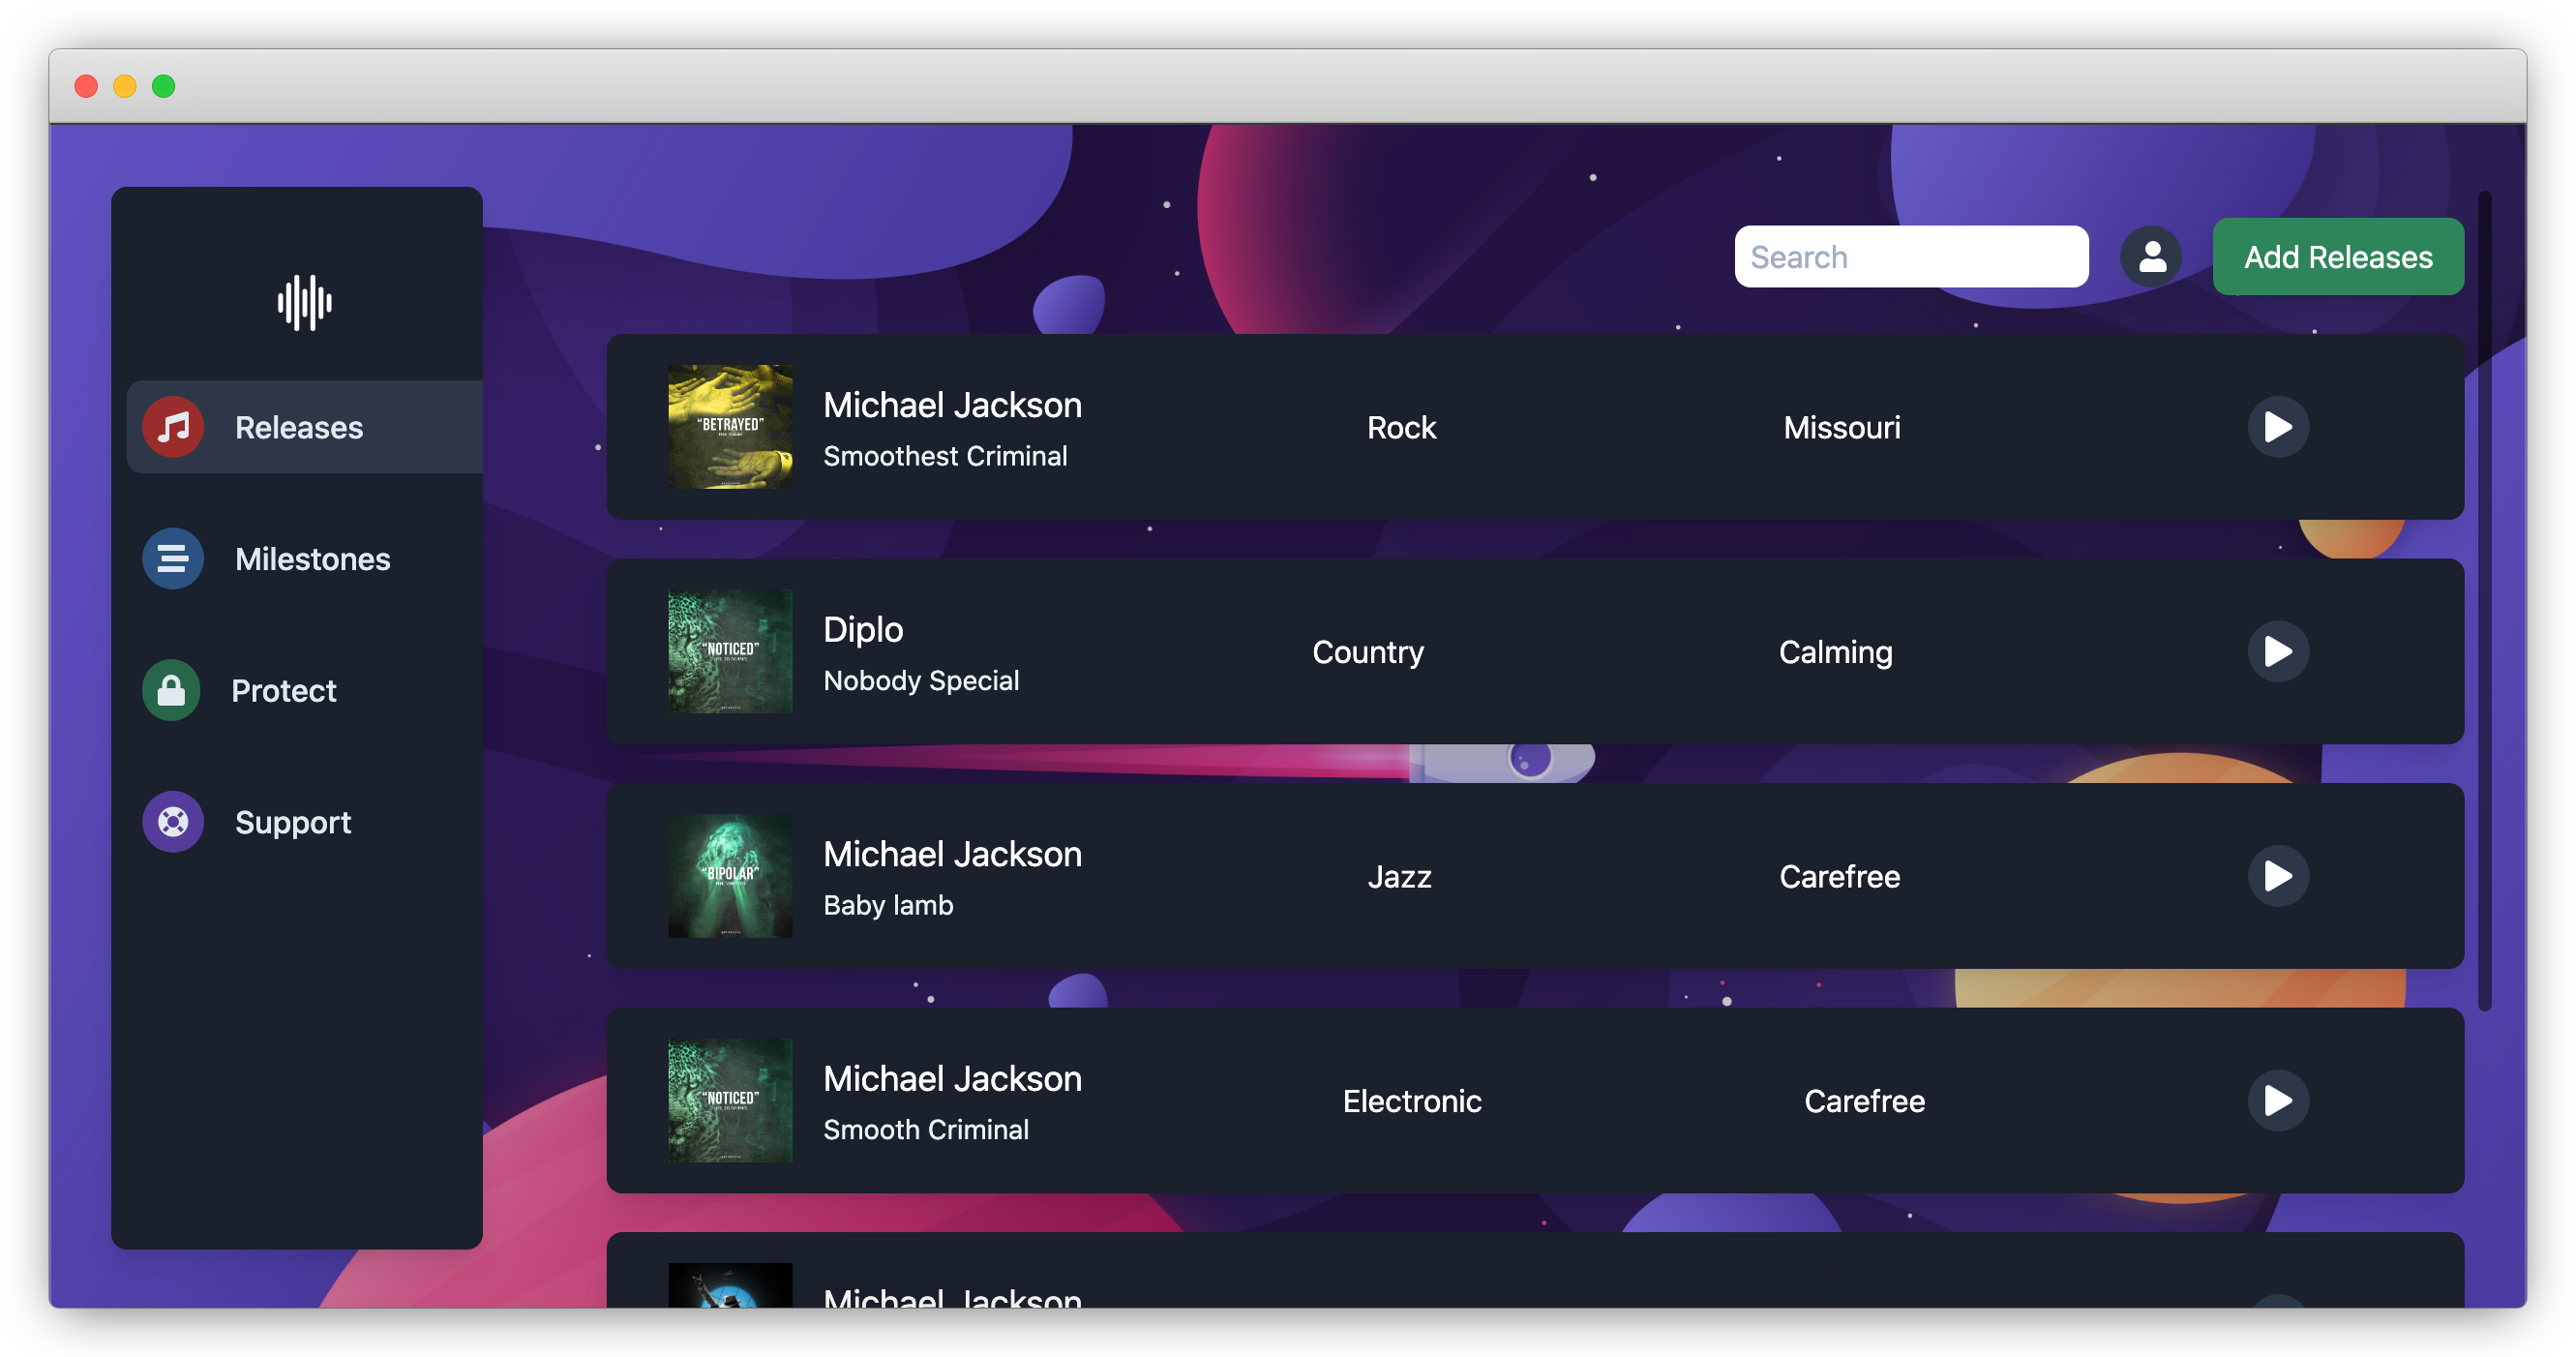 Search
Add Releases
Releases
Milestones
Protect
Support
"BETRAYED"
Michael Jackson
Smoothest Criminal
Rock
Missouri
"NOTICED"
Diplo
Nobody Special
Country
Calming
"BIPOLAR"
Michael Jackson
Baby lamb
Jazz
Carefree
"NOTICED"
Michael Jackson
Smooth Criminal
Electronic
Carefree
Michael Jackson